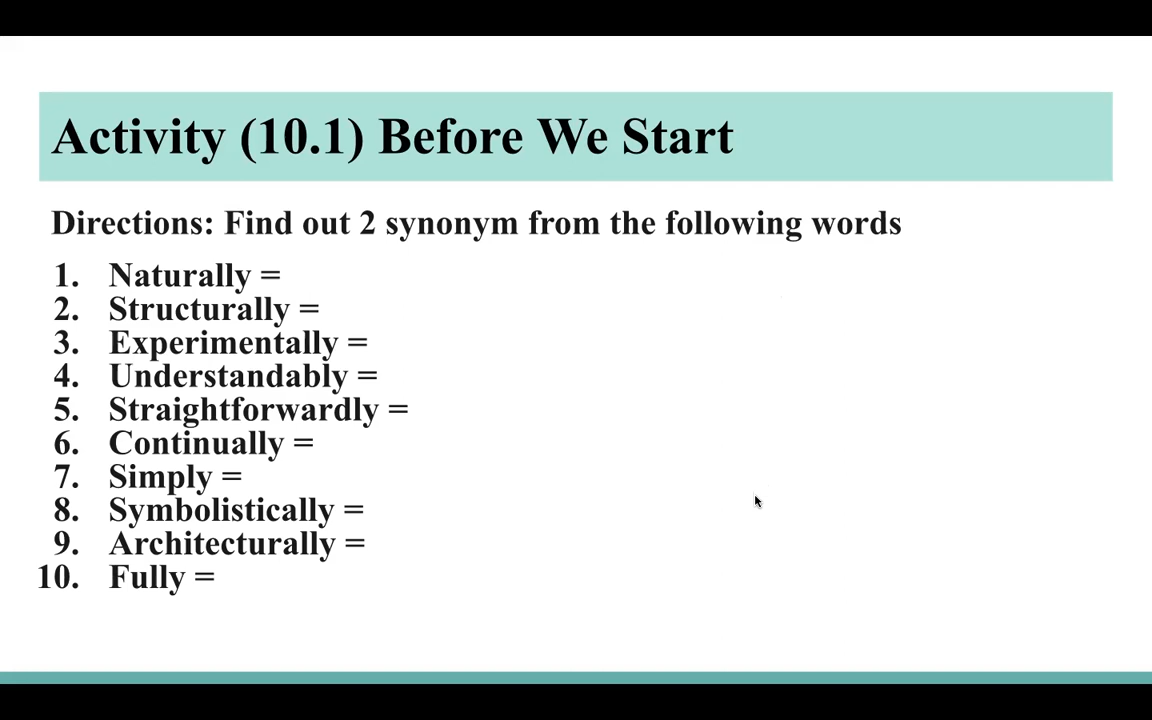 Activity (10.1) Before We Start
Directions: Find out 2 synonym from the following words
1. Naturally =
2. Structurally =
3. Experimentally =
4. Understandably =
5. Straightforwardly =
6. Continually =
7. Simply =
8. Symbolistically =
9. Architecturally =
10. Fully =